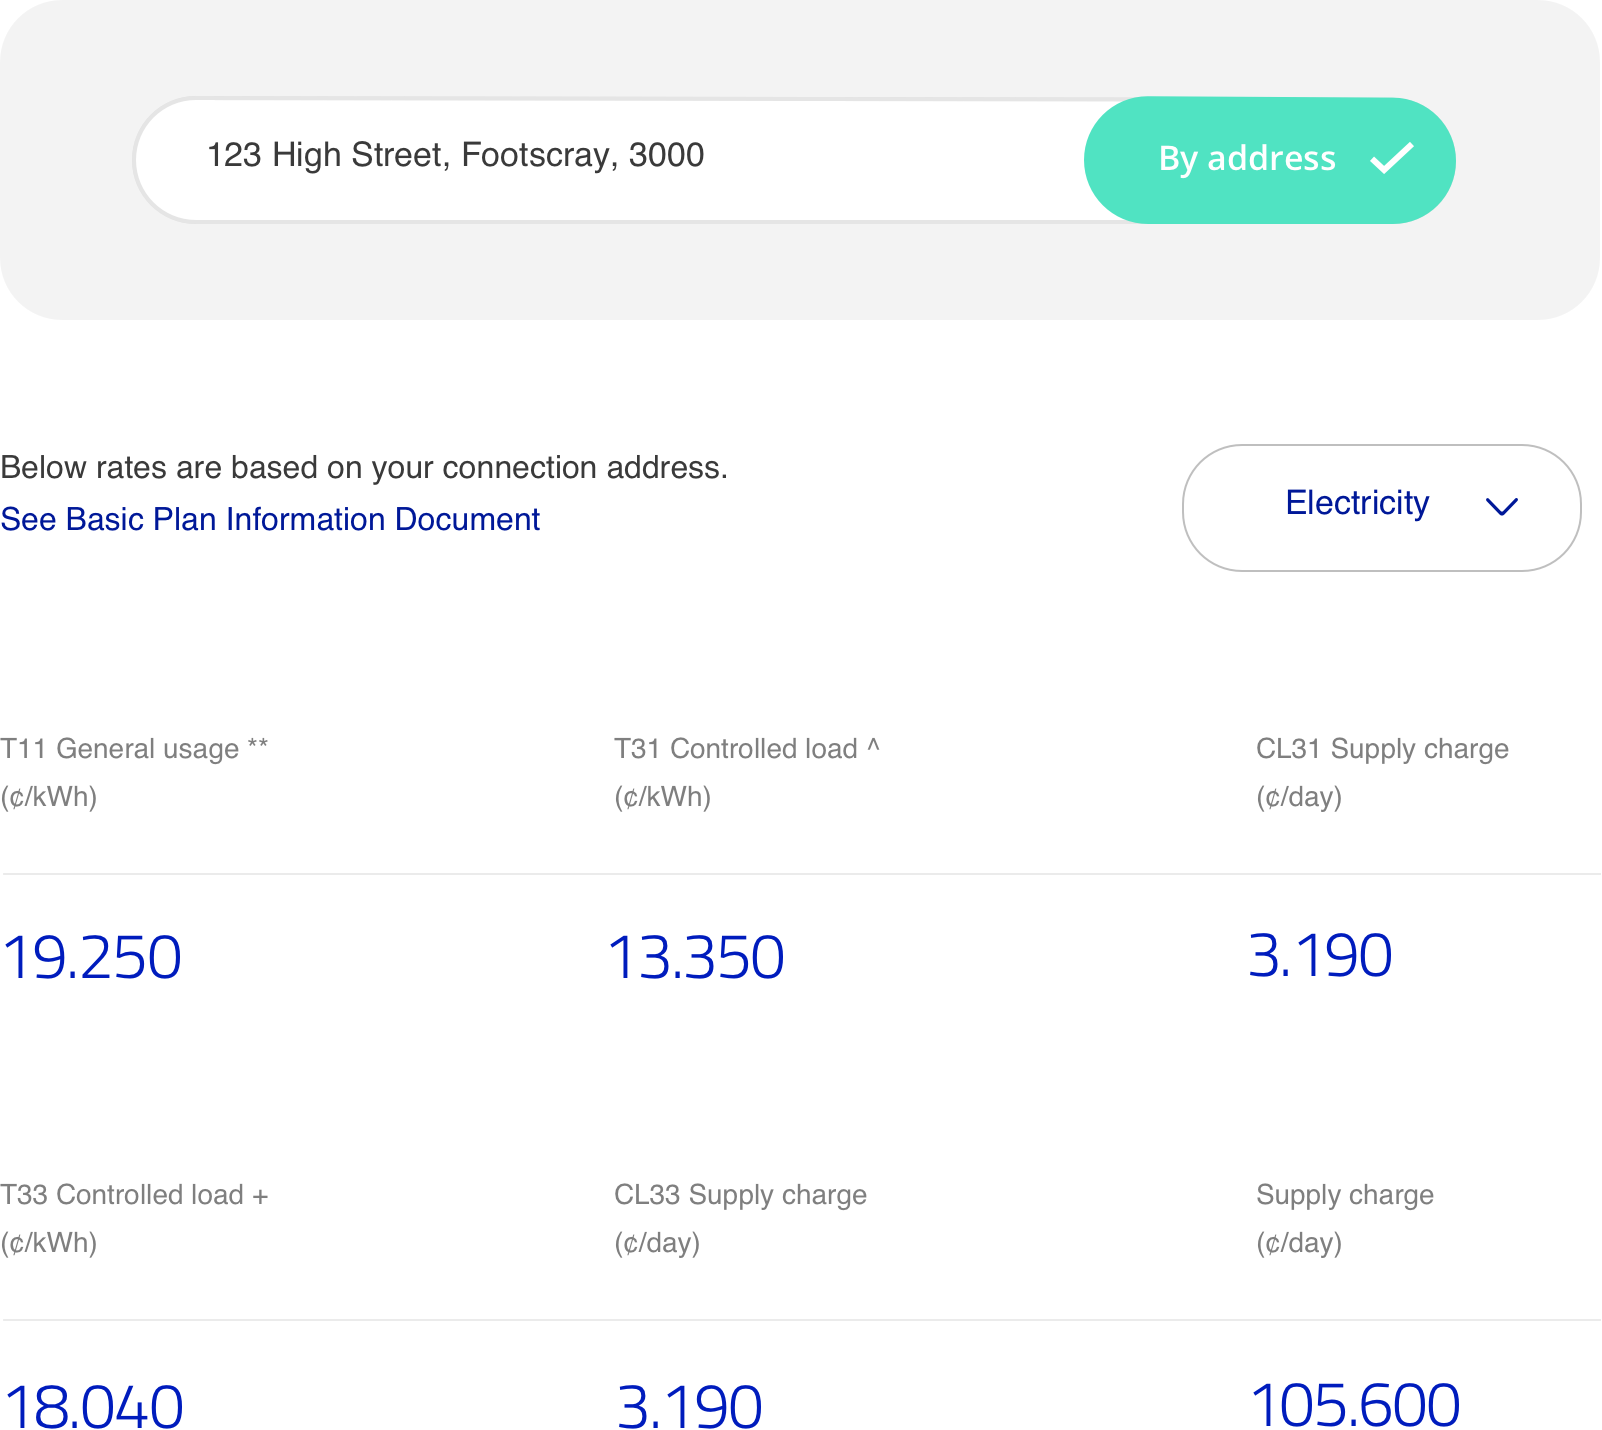 123 High Street, Footscray, 3000
By address
Below rates are based on your connection address.
See Basic Plan Information Document
Electricity
T11 General usage **
(¢/kWh)
T31 Controlled load ^
(¢/kWh)
CL31 Supply charge
(¢/day)
19.250
13.350
3.190
T33 Controlled load +
(¢/kWh)
CL33 Supply charge
(¢/day)
Supply charge
(¢/day)
18.040
3.190
105.600